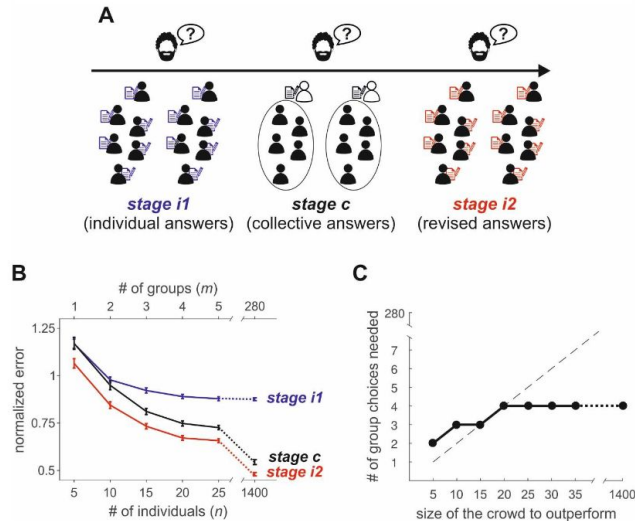 A
? ? ?
stage i1 stage c stage i2
(individual answers) (collective answers) (revised answers)
B
# of groups (m)
1 2 3 4 5 280
1.25
1
0.75
0.5
normalized error
stage i1
stage c
stage i2
5 10 15 20 25 1400
# of individuals (n)
C
# of group choices needed
280
7
6
5
4
3
2
1
5 10 15 20 25 30 35 1400
size of the crowd to outperform